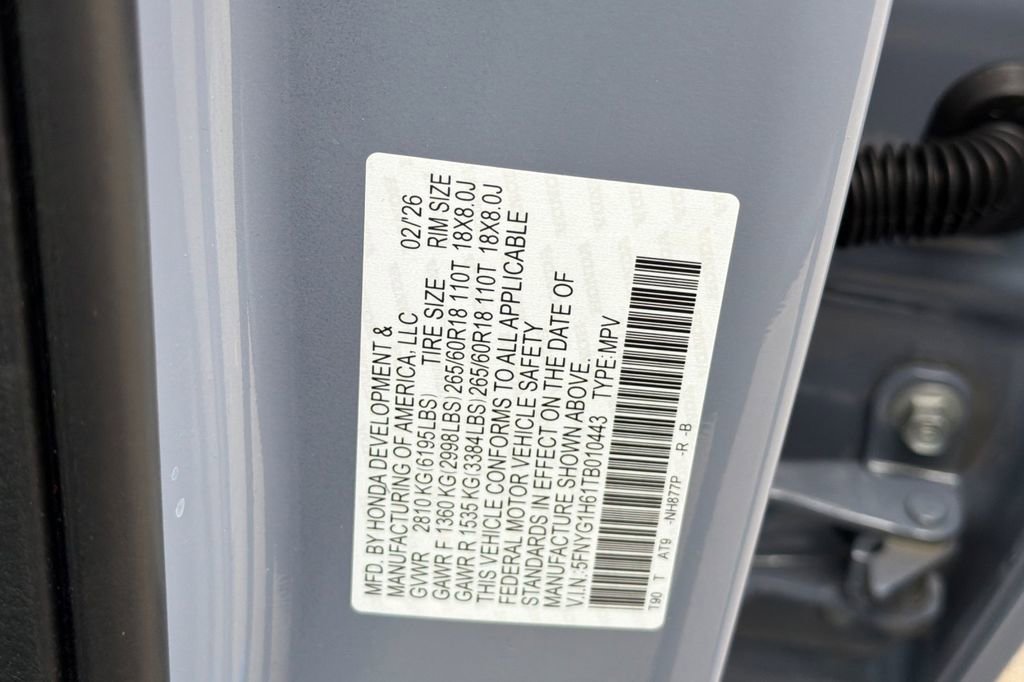 MFD. BY HONDA DEVELOPMENT &
MANUFACTURING OF AMERICA, LLC 02/'26
GVWR 2810 KG(6195LBS) TIRE SIZE RIM SIZE
GAWR F 1360 KG(2998LBS) 265/60R18 110T 18X8.0J
GAWR R 1535 KG(3384LBS) 265/60R18 110T 18X8.0J
THIS VEHICLE CONFORMS TO ALL APPLICABLE
FEDERAL MOTOR VEHICLE SAFETY
STANDARDS IN EFFECT ON THE DATE OF
MANUFACTURE SHOWN ABOVE.
V.I.N.:5FNYG1H61TB010443 TYPE:MPV
T90 T AT9 -NH877P -R -B